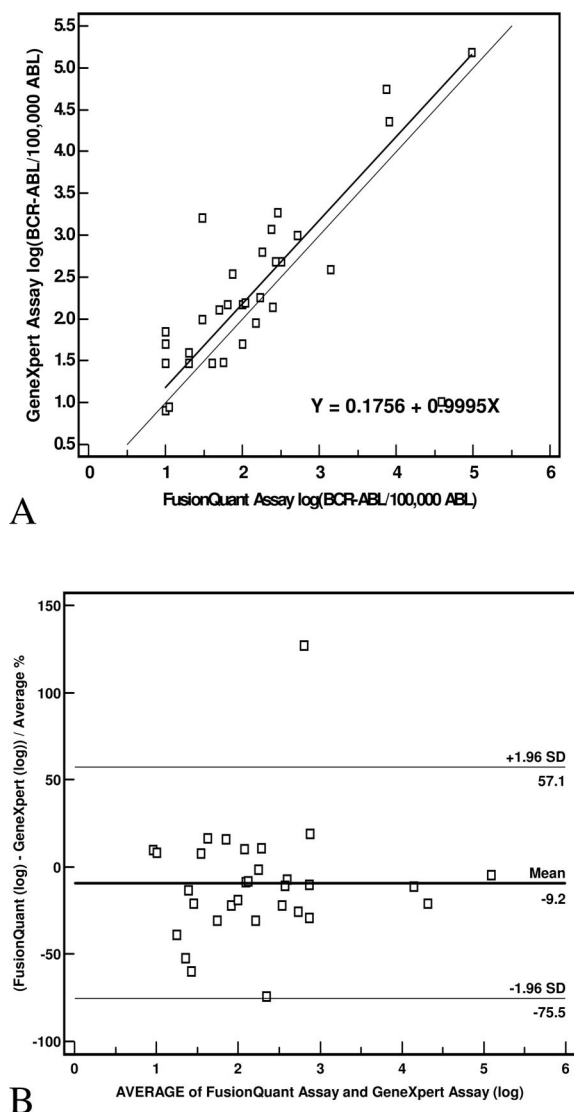 5.5
5.0
4.5
4.0
3.5
3.0
2.5
2.0
1.5
1.0
0.5
GeneXpert Assay log(BCR-ABL/100,000 ABL)
Y = 0.1756 + 0.9995X
0 1 2 3 4 5 6
FusionQuant Assay log(BCR-ABL/100,000 ABL)
A
150
100
50
0
-50
-100
(FusionQuant (log) - GeneXpert (log)) / Average %
+1.96 SD
57.1
Mean
-9.2
-1.96 SD
-75.5
0 1 2 3 4 5 6
AVERAGE of FusionQuant Assay and GeneXpert Assay (log)
B